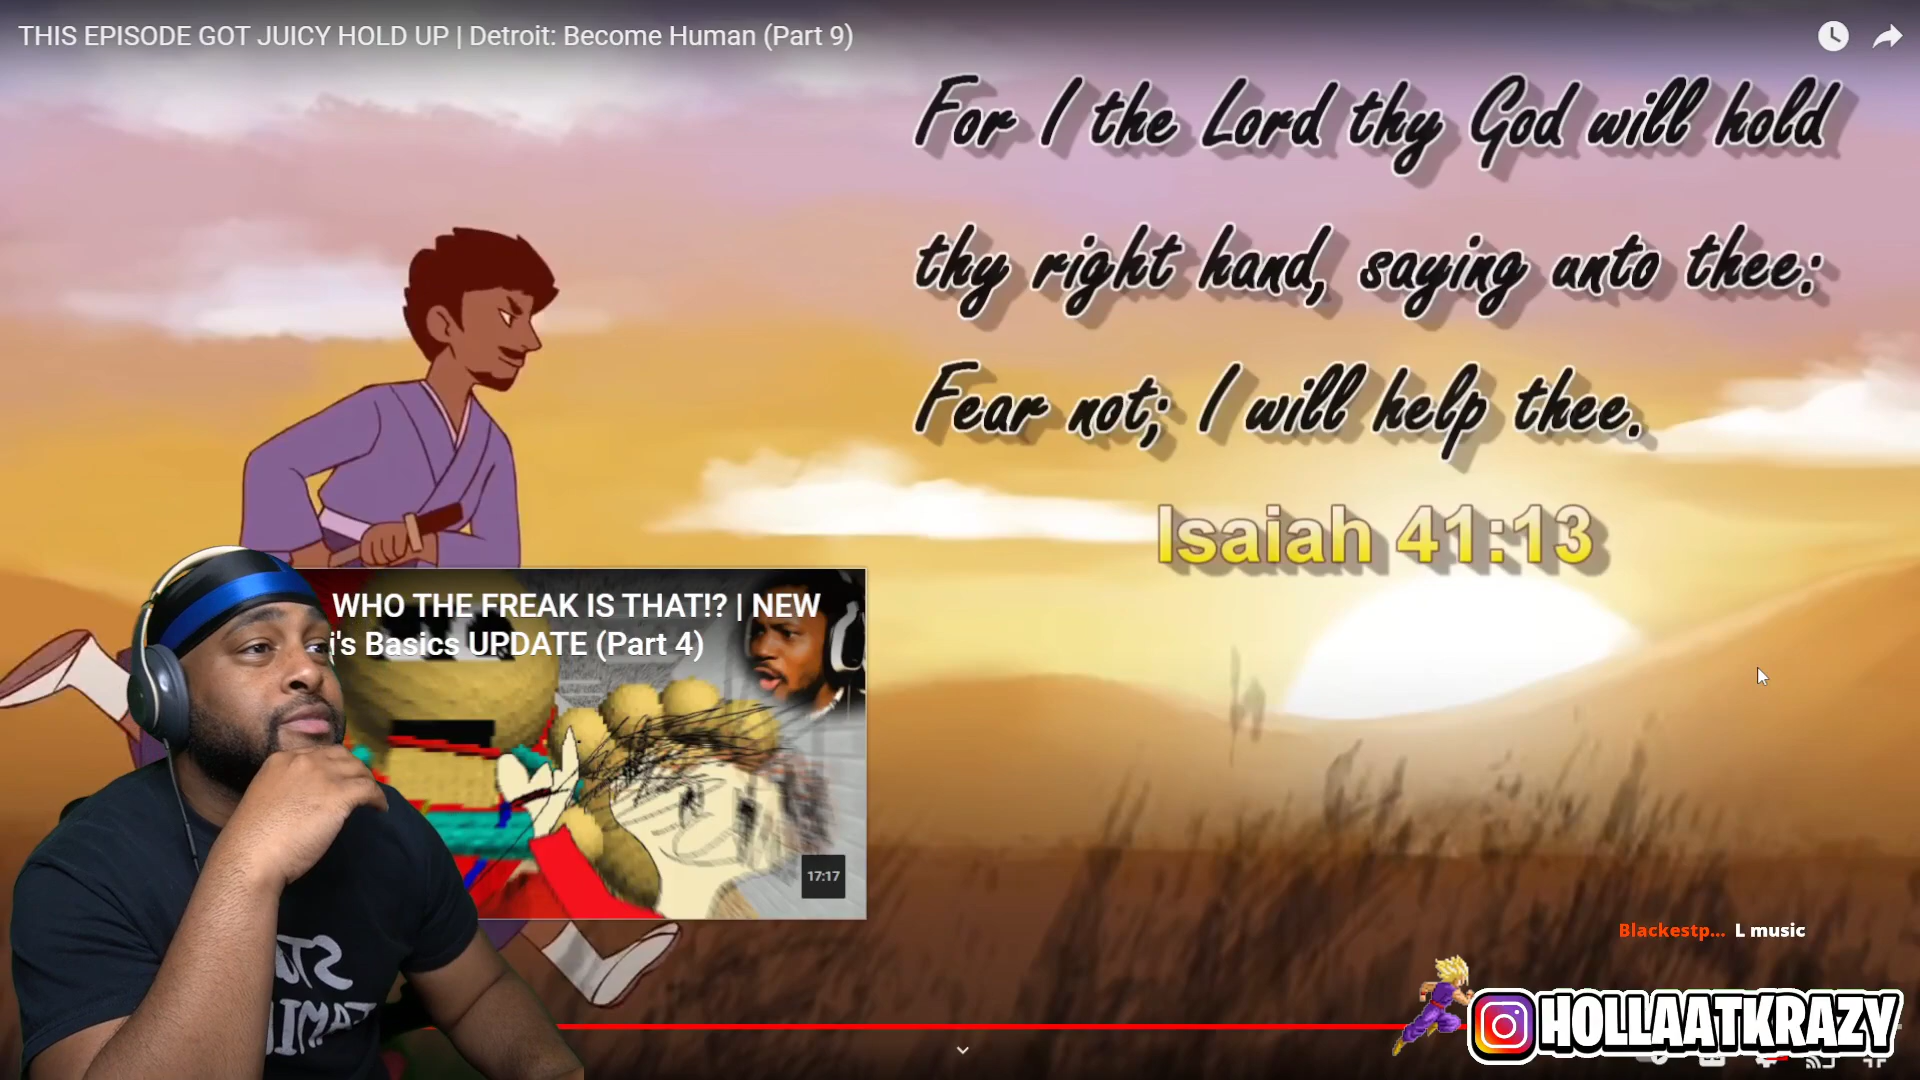 THIS EPISODE GOT JUICY HOLD UP | Detroit: Become Human (Part 9)
For I the Lord thy God will hold
thy right hand, saying unto thee:
Fear not; I will help thee.
Isaiah 41:13
WHO THE FREAK IS THAT!? | NEW
i's Basics UPDATE (Part 4)
17:17
Blackestp... L music
HOLLAATKRAZY